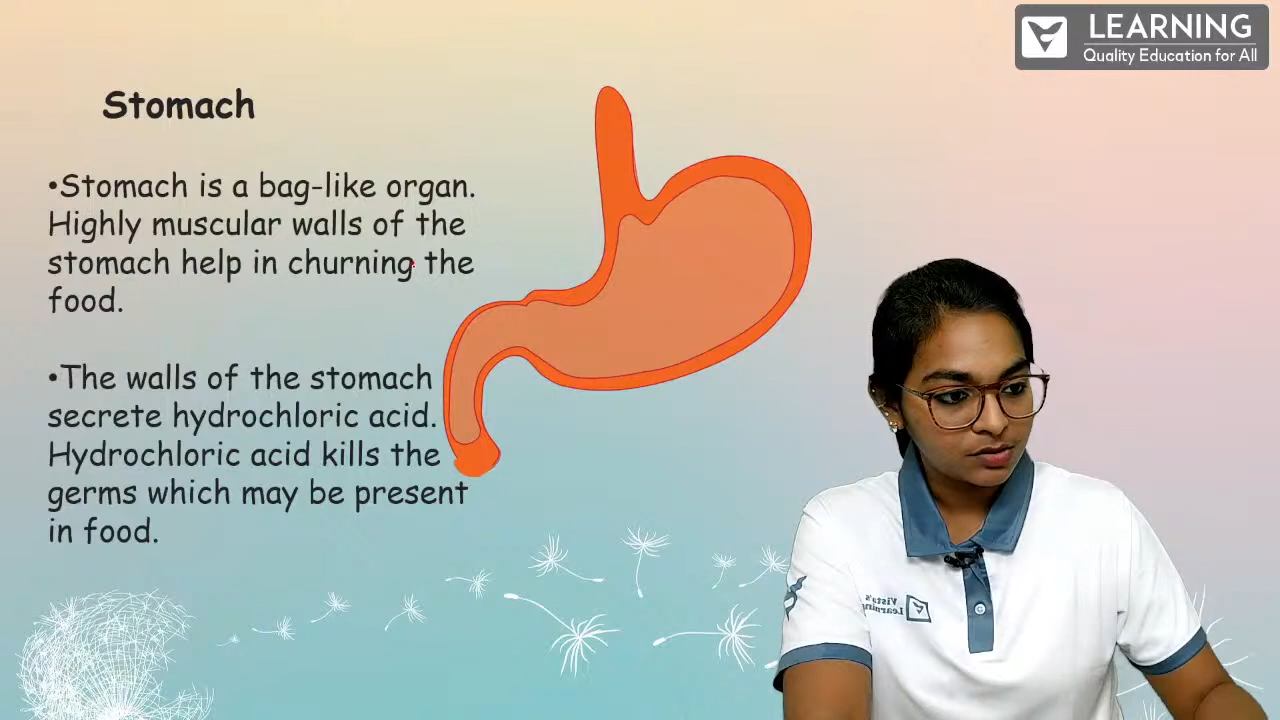 LEARNING
Quality Education for All
Stomach
•Stomach is a bag-like organ.
Highly muscular walls of the
stomach help in churning the
food.
•The walls of the stomach
secrete hydrochloric acid.
Hydrochloric acid kills the
germs which may be present
in food.
Vista's
Learning